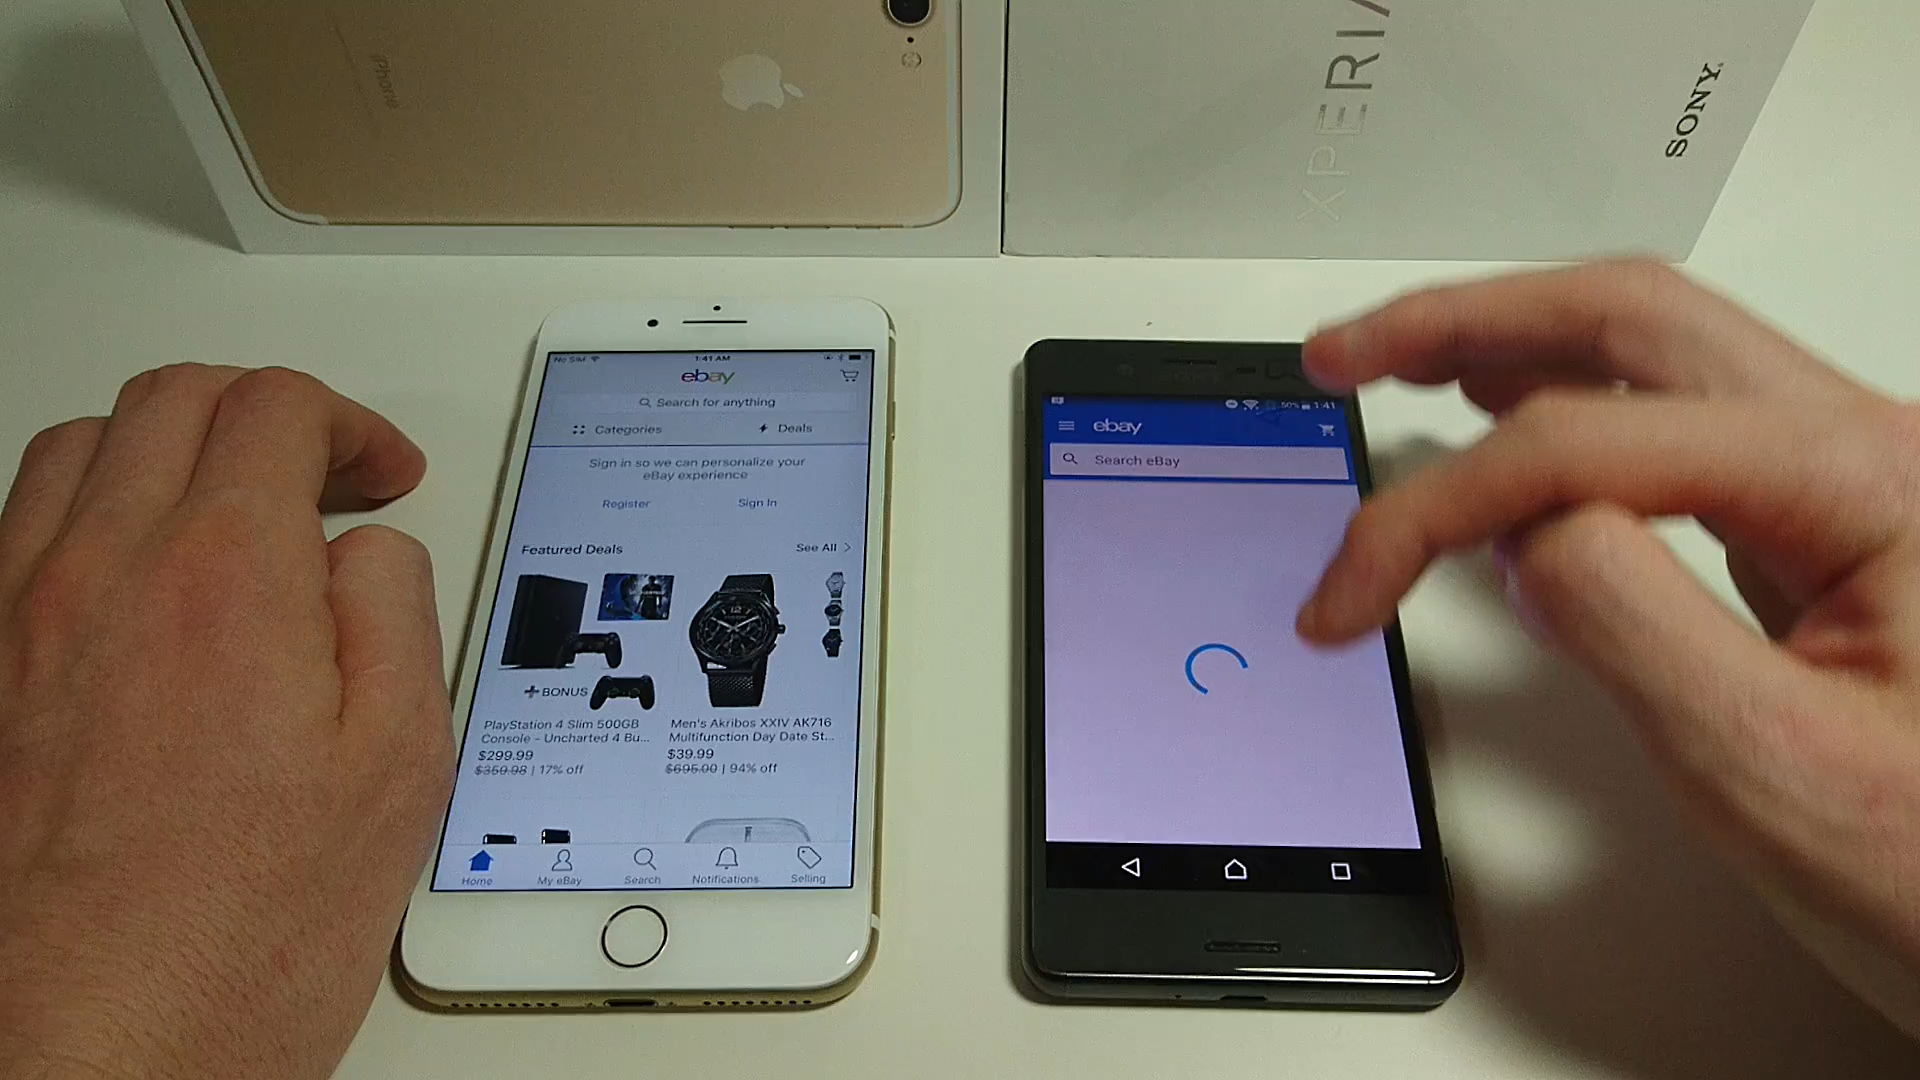 iPhone
XPERIA
SONY
No SIM
1:41 AM
ebay
Search for anything
Categories
Deals
Sign in so we can personalize your
eBay experience
Register
Sign In
Featured Deals
See All
+BONUS
PlayStation 4 Slim 500GB
Console - Uncharted 4 Bu...
$299.99
$359.98 | 17% off
Men's Akribos XXIV AK716
Multifunction Day Date St...
$39.99
$695.00 | 94% off
Home
My eBay
Search
Notifications
Selling
SONY
50%
1:41
ebay
Search eBay